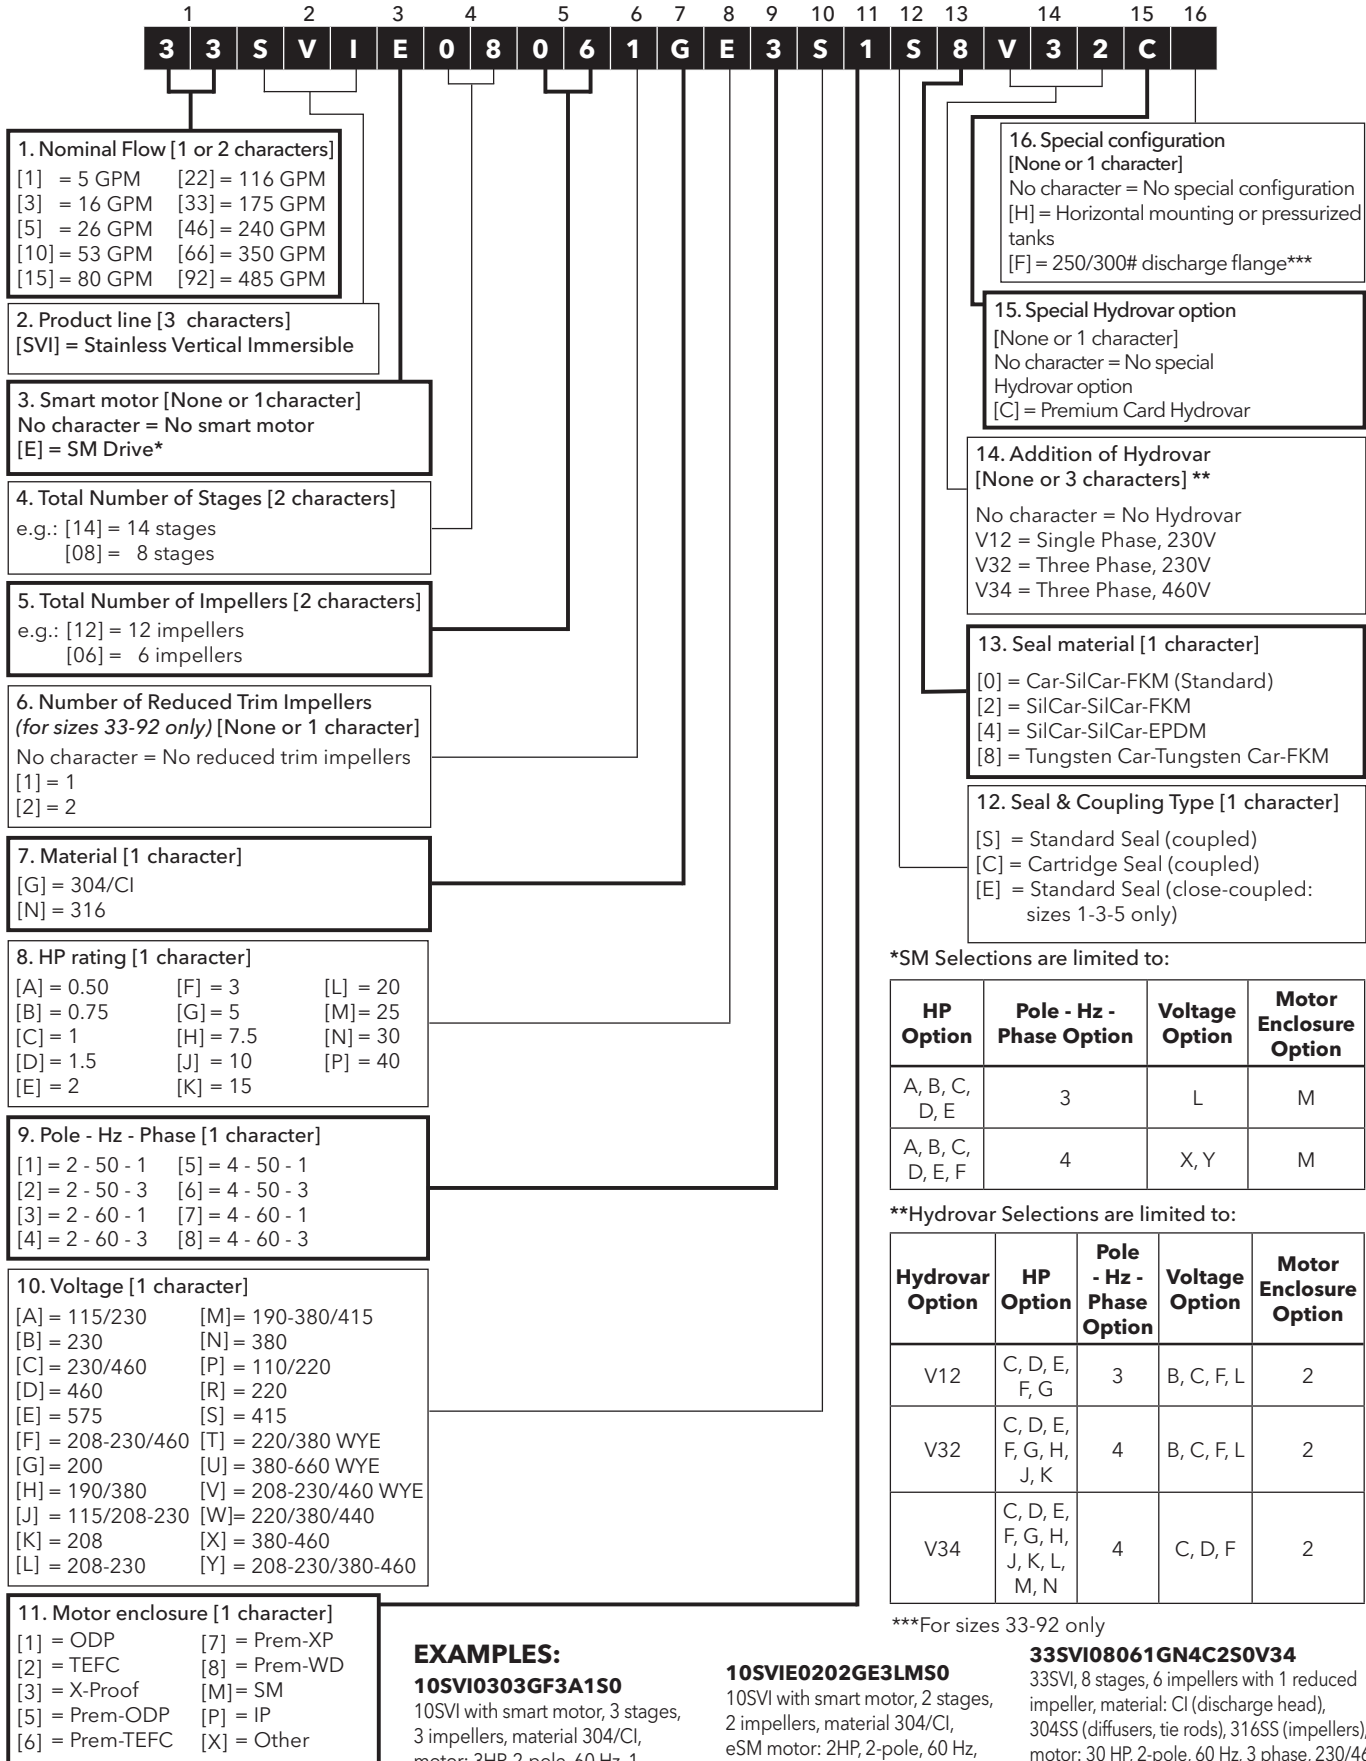 1 2 3 4 5 6 7 8 9 10 11 12 13 14 15 16
3 3 S V I E 0 8 0 6 1 G E 3 S 1 S 8 V 3 2 C
1. Nominal Flow [1 or 2 characters]
[1] = 5 GPM [22] = 116 GPM
[3] = 16 GPM [33] = 175 GPM
[5] = 26 GPM [46] = 240 GPM
[10] = 53 GPM [66] = 350 GPM
[15] = 80 GPM [92] = 485 GPM
2. Product line [3 characters]
[SVI] = Stainless Vertical Immersible
3. Smart motor [None or 1character]
No character = No smart motor
[E] = SM Drive*
4. Total Number of Stages [2 characters]
e.g.: [14] = 14 stages
[08] = 8 stages
5. Total Number of Impellers [2 characters]
e.g.: [12] = 12 impellers
[06] = 6 impellers
6. Number of Reduced Trim Impellers
(for sizes 33-92 only) [None or 1 character]
No character = No reduced trim impellers
[1] = 1
[2] = 2
7. Material [1 character]
[G] = 304/CI
[N] = 316
8. HP rating [1 character]
[A] = 0.50 [F] = 3 [L] = 20
[B] = 0.75 [G] = 5 [M]= 25
[C] = 1 [H] = 7.5 [N] = 30
[D] = 1.5 [J] = 10 [P] = 40
[E] = 2 [K] = 15
9. Pole - Hz - Phase [1 character]
[1] = 2 - 50 - 1 [5] = 4 - 50 - 1
[2] = 2 - 50 - 3 [6] = 4 - 50 - 3
[3] = 2 - 60 - 1 [7] = 4 - 60 - 1
[4] = 2 - 60 - 3 [8] = 4 - 60 - 3
10. Voltage [1 character]
[A] = 115/230 [M]= 190-380/415
[B] = 230 [N] = 380
[C] = 230/460 [P] = 110/220
[D] = 460 [R] = 220
[E] = 575 [S] = 415
[F] = 208-230/460 [T] = 220/380 WYE
[G] = 200 [U] = 380-660 WYE
[H] = 190/380 [V] = 208-230/460 WYE
[J] = 115/208-230 [W]= 220/380/440
[K] = 208 [X] = 380-460
[L] = 208-230 [Y] = 208-230/380-460
11. Motor enclosure [1 character]
[1] = ODP [7] = Prem-XP
[2] = TEFC [8] = Prem-WD
[3] = X-Proof [M]= SM
[5] = Prem-ODP [P] = IP
[6] = Prem-TEFC [X] = Other
16. Special configuration
[None or 1 character]
No character = No special configuration
[H] = Horizontal mounting or pressurized
tanks
[F] = 250/300# discharge flange***
15. Special Hydrovar option
[None or 1 character]
No character = No special
Hydrovar option
[C] = Premium Card Hydrovar
14. Addition of Hydrovar
[None or 3 characters] **
No character = No Hydrovar
V12 = Single Phase, 230V
V32 = Three Phase, 230V
V34 = Three Phase, 460V
13. Seal material [1 character]
[0] = Car-SilCar-FKM (Standard)
[2] = SilCar-SilCar-FKM
[4] = SilCar-SilCar-EPDM
[8] = Tungsten Car-Tungsten Car-FKM
12. Seal & Coupling Type [1 character]
[S] = Standard Seal (coupled)
[C] = Cartridge Seal (coupled)
[E] = Standard Seal (close-coupled:
sizes 1-3-5 only)
*SM Selections are limited to:
HP Option Pole - Hz - Phase Option Voltage Option Motor Enclosure Option
A, B, C, D, E 3 L M
A, B, C, D, E, F 4 X, Y M
**Hydrovar Selections are limited to:
Hydrovar Option HP Option Pole - Hz - Phase Option Voltage Option Motor Enclosure Option
V12 C, D, E, F, G 3 B, C, F, L 2
V32 C, D, E, F, G, H, J, K 4 B, C, F, L 2
V34 C, D, E, F, G, H, J, K, L, M, N 4 C, D, F 2
***For sizes 33-92 only
EXAMPLES:
10SVI0303GF3A1S0
10SVI with smart motor, 3 stages,
3 impellers, material 304/CI,
motor: 3HP, 2-pole, 60 Hz, 1
10SVIE0202GE3LMS0
10SVI with smart motor, 2 stages,
2 impellers, material 304/CI,
eSM motor: 2HP, 2-pole, 60 Hz,
33SVI08061GN4C2S0V34
33SVI, 8 stages, 6 impellers with 1 reduced
impeller, material: CI (discharge head),
304SS (diffusers, tie rods), 316SS (impellers),
motor: 30 HP, 2-pole, 60 Hz, 3 phase, 230/46